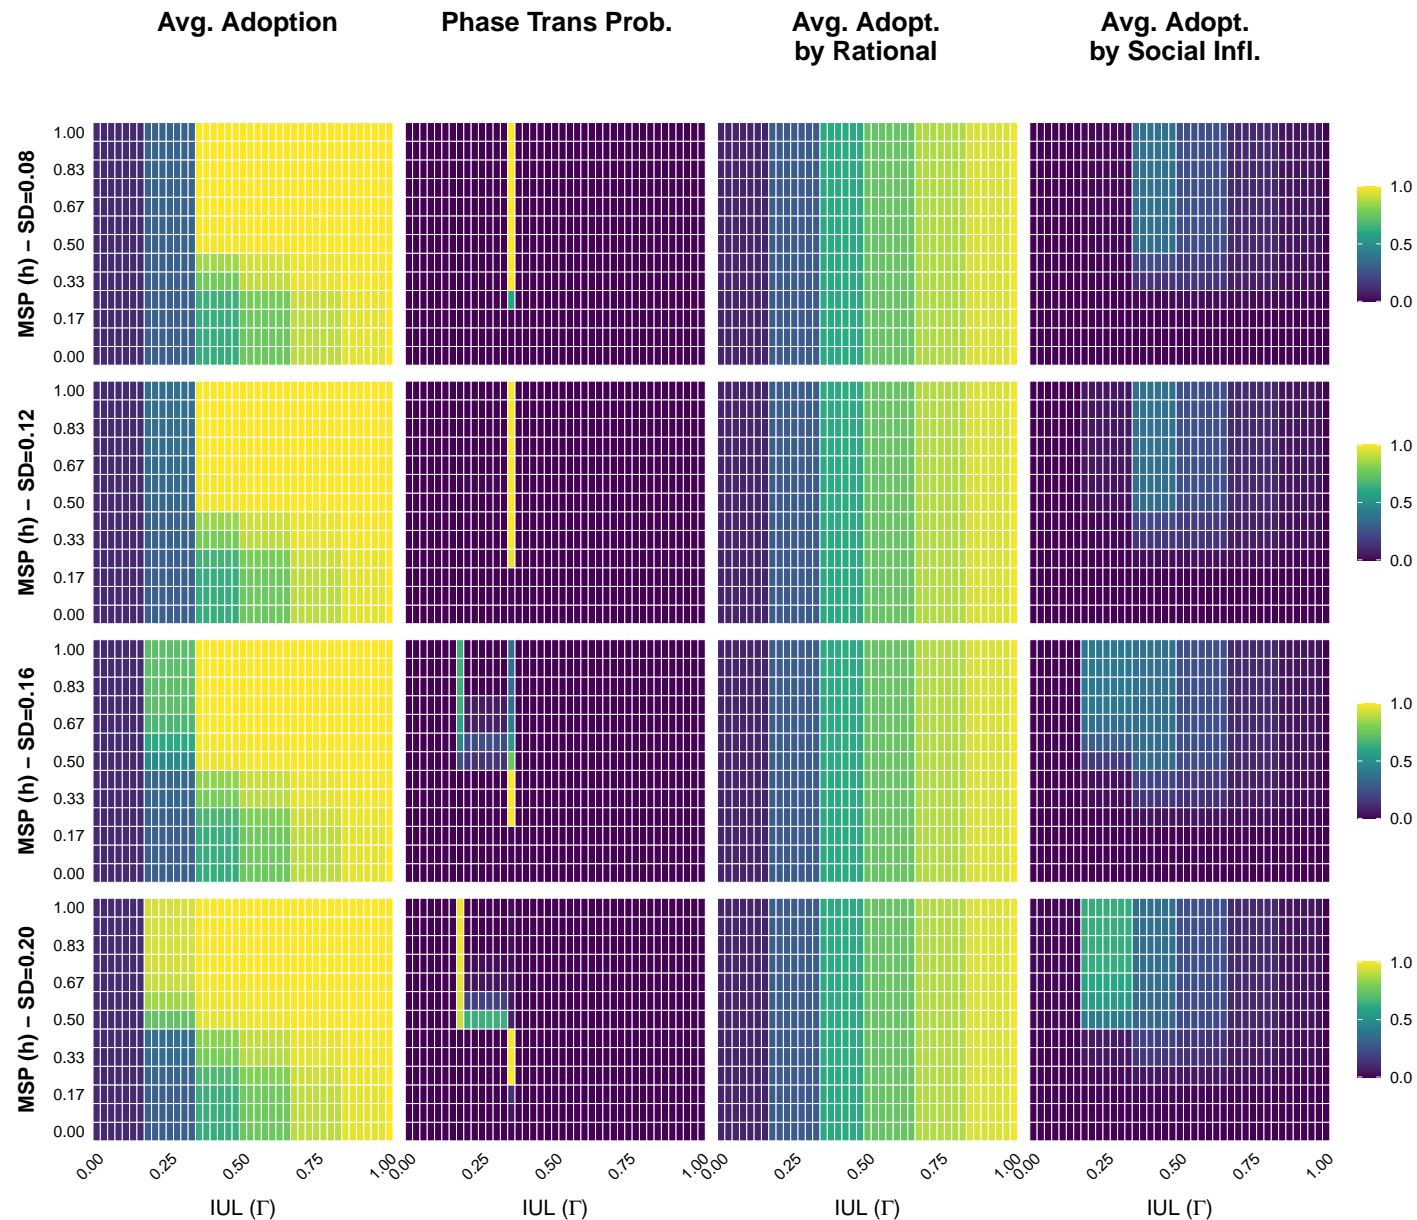 Avg. Adoption
Phase Trans Prob.
Avg. Adopt.
by Rational
Avg. Adopt.
by Social Infl.
MSP (h) − SD=0.08
1.00
0.83
0.67
0.50
0.33
0.17
0.00
1.0
0.5
0.0
MSP (h) − SD=0.12
1.00
0.83
0.67
0.50
0.33
0.17
0.00
1.0
0.5
0.0
MSP (h) − SD=0.16
1.00
0.83
0.67
0.50
0.33
0.17
0.00
1.0
0.5
0.0
MSP (h) − SD=0.20
1.00
0.83
0.67
0.50
0.33
0.17
0.00
1.0
0.5
0.0
0.00 0.25 0.50 0.75 1.00
0.00 0.25 0.50 0.75 1.00
0.00 0.25 0.50 0.75 1.00
0.00 0.25 0.50 0.75 1.00
IUL (Γ)
IUL (Γ)
IUL (Γ)
IUL (Γ)